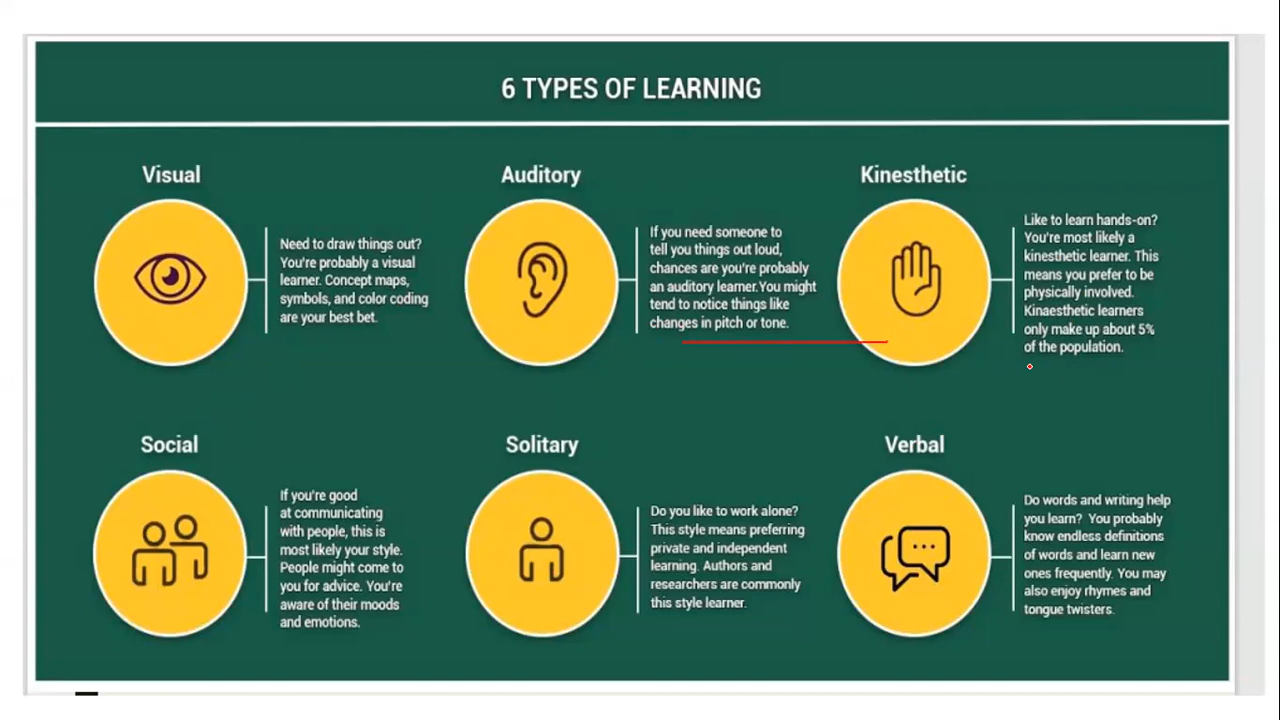 6 TYPES OF LEARNING
Visual
Need to draw things out?
You're probably a visual
learner. Concept maps,
symbols, and color coding
are your best bet.
Auditory
If you need someone to
tell you things out loud,
chances are you're probably
an auditory learner.You might
tend to notice things like
changes in pitch or tone.
Kinesthetic
Like to learn hands-on?
You're most likely a
kinesthetic learner. This
means you prefer to be
physically involved.
Kinaesthetic learners
only make up about 5%
of the population.
Social
If you're good
at communicating
with people, this is
most likely your style.
People might come to
you for advice. You're
aware of their moods
and emotions.
Solitary
Do you like to work alone?
This style means preferring
private and independent
learning. Authors and
researchers are commonly
this style learner.
Verbal
Do words and writing help
you learn?  You probably
know endless definitions
of words and learn new
ones frequently. You may
also enjoy rhymes and
tongue twisters.